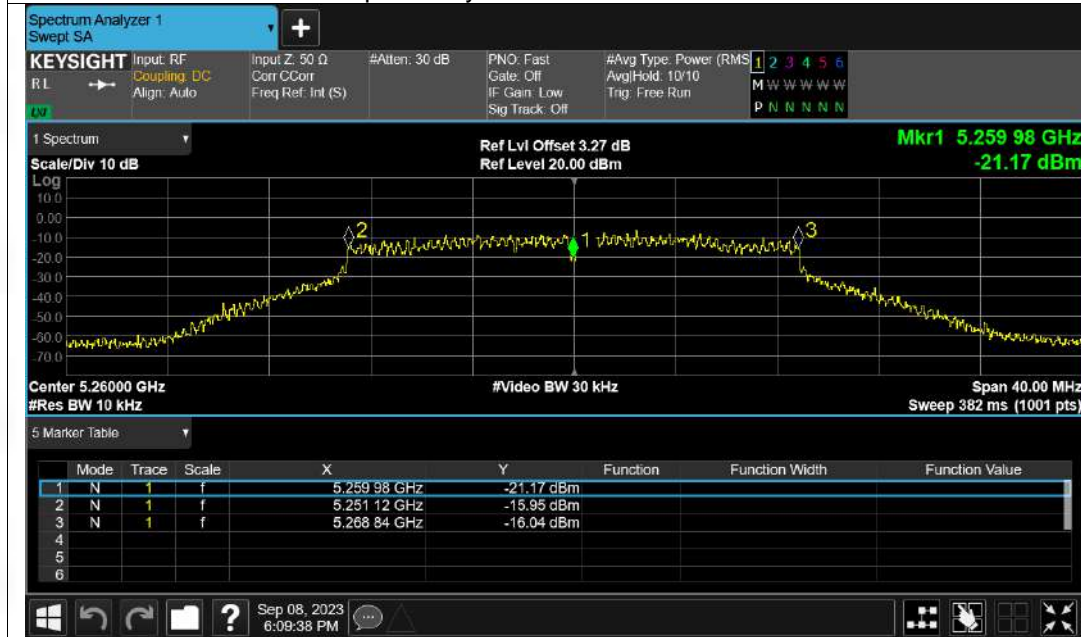 Spectrum Analyzer 1
Swept SA
+
KEYSIGHT Input: RF Input Z: 50 Ω #Atten: 30 dB PNO: Fast #Avg Type: Power (RMS 1 2 3 4 5 6
RL Coupling: DC Corr CCorr Gate: Off Avg|Hold: 10/10 M W W W W W
Align: Auto Freq Ref: Int (S) IF Gain: Low Trig: Free Run
LXI Sig Track: Off P N N N N N
1 Spectrum
Ref Lvl Offset 3.27 dB Mkr1 5.259 98 GHz
Scale/Div 10 dB Ref Level 20.00 dBm -21.17 dBm
Log
10.0
0.00
-10.0 2 1 3
-20.0
-30.0
-40.0
-50.0
-60.0
-70.0
Center 5.26000 GHz #Video BW 30 kHz Span 40.00 MHz
#Res BW 10 kHz Sweep 382 ms (1001 pts)
5 Marker Table
Mode Trace Scale X Y Function Function Width Function Value
1 N 1 f 5.259 98 GHz -21.17 dBm
2 N 1 f 5.251 12 GHz -15.95 dBm
3 N 1 f 5.268 84 GHz -16.04 dBm
4
5
6
? Sep 08, 2023
6:09:38 PM